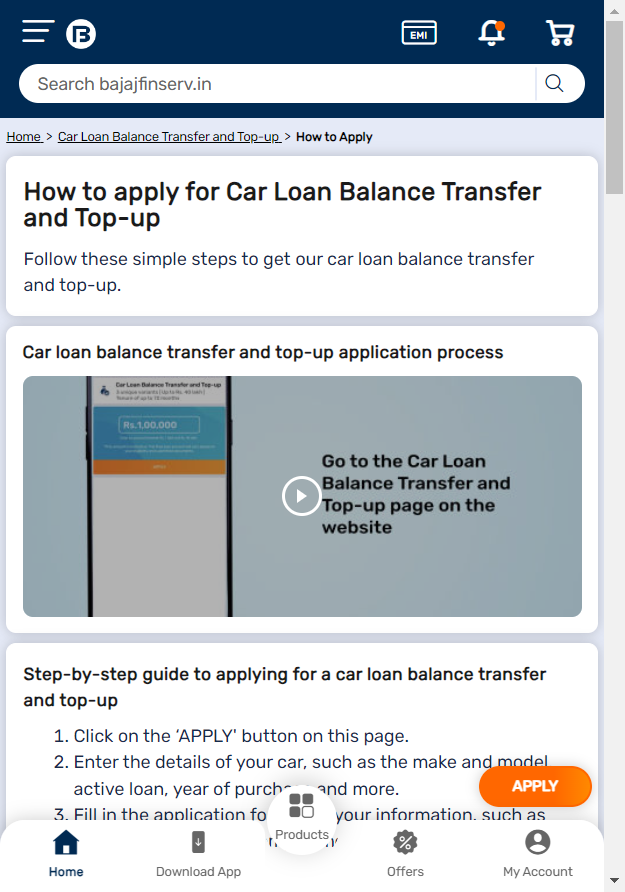 EMI
Search bajajfinserv.in
Home > Car Loan Balance Transfer and Top-up > How to Apply
How to apply for Car Loan Balance Transfer
and Top-up
Follow these simple steps to get our car loan balance transfer
and top-up.
Car loan balance transfer and top-up application process
Car Loan Balance Transfer and Top-up
Rs.1,00,000
APPLY
Go to the Car Loan
Balance Transfer and
Top-up page on the
website
Step-by-step guide to applying for a car loan balance transfer
and top-up
1. Click on the ‘APPLY' button on this page.
2. Enter the details of your car, such as the make and model
active loan, year of and more.
APPLY
3. Fill in the application your information, such as
Products
Home
Download App
Offers
My Account